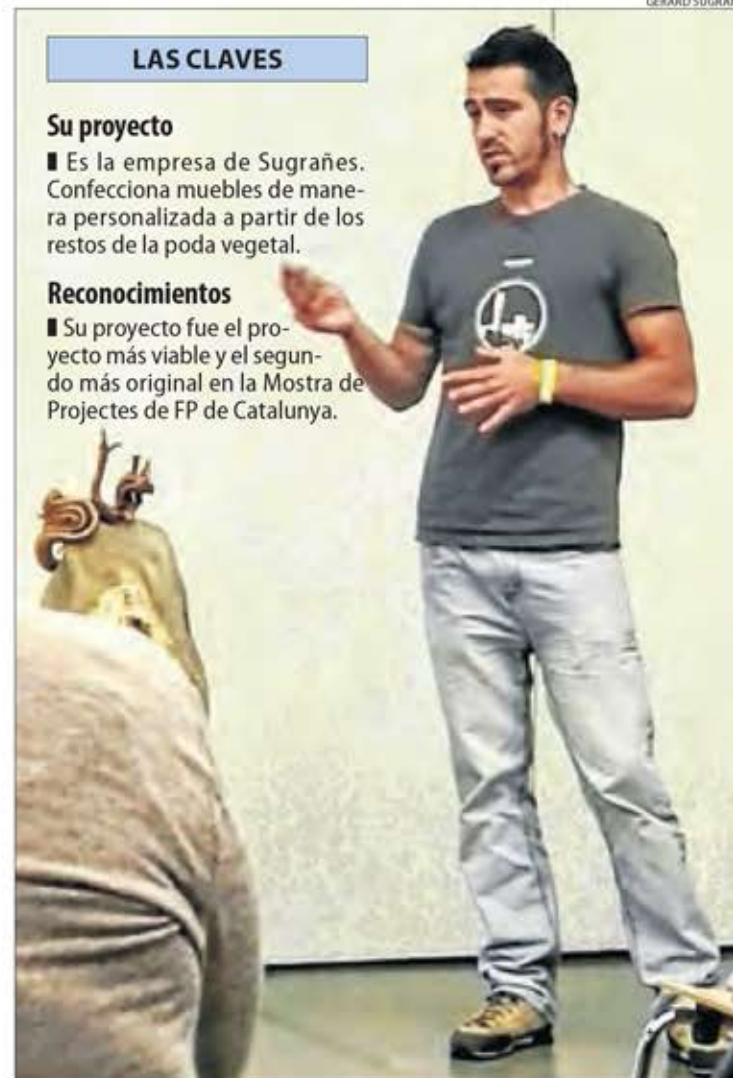 GERARD SUGRAÑ
LAS CLAVES
Su proyecto
▮ Es la empresa de Sugrañes.
Confecciona muebles de mane-
ra personalizada a partir de los
restos de la poda vegetal.
Reconocimientos
▮ Su proyecto fue el pro-
yecto más viable y el segun-
do más original en la Mostra de
Projectes de FP de Catalunya.